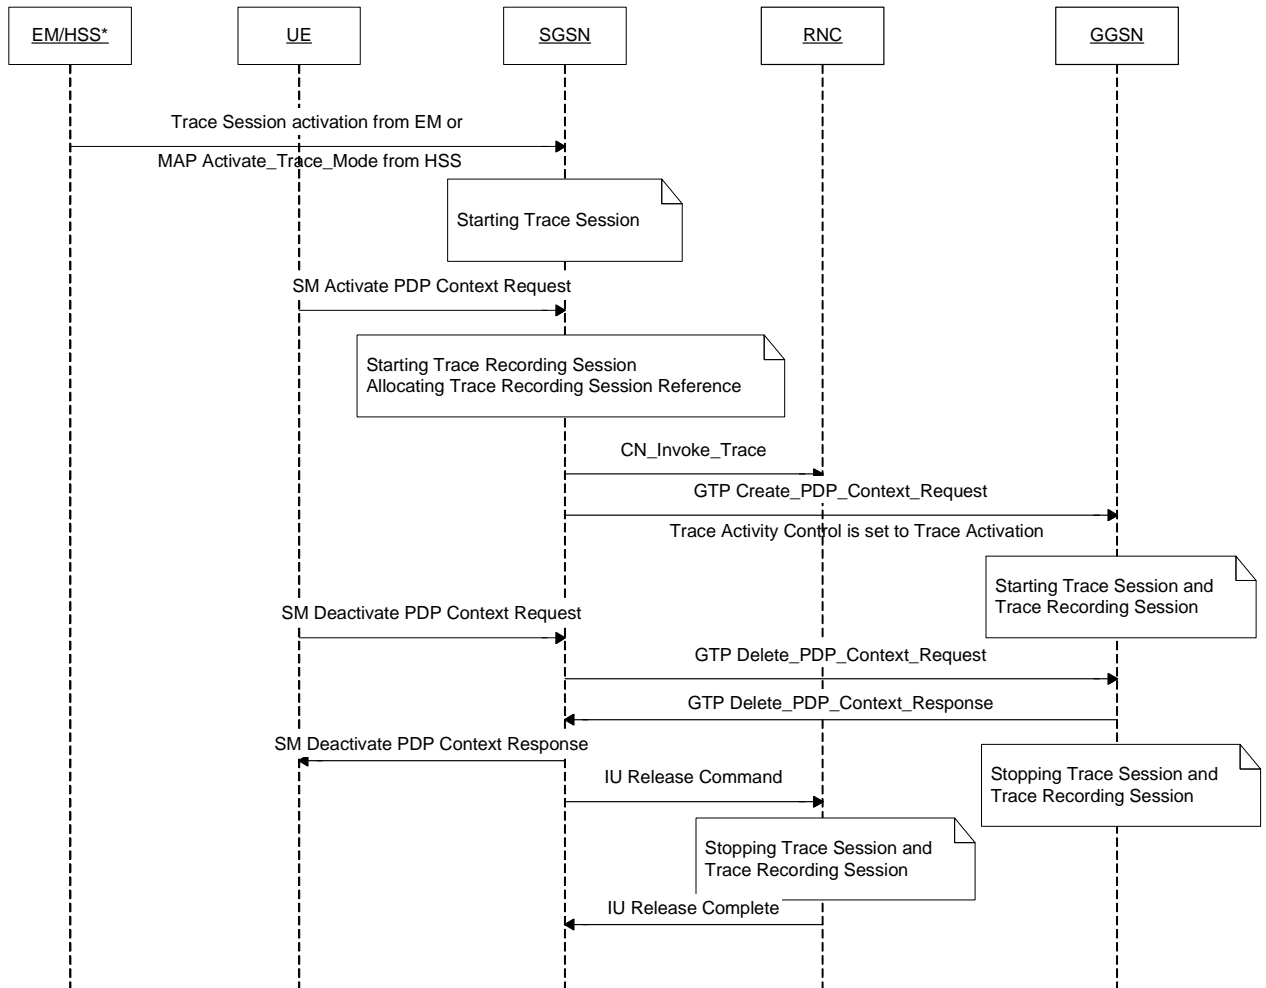 EM/HSS*
UE
SGSN
RNC
GGSN
Trace Session activation from EM or
MAP Activate_Trace_Mode from HSS
Starting Trace Session
SM Activate PDP Context Request
Starting Trace Recording Session
Allocating Trace Recording Session Reference
CN_Invoke_Trace
GTP Create_PDP_Context_Request
Trace Activity Control is set to Trace Activation
Starting Trace Session and
Trace Recording Session
SM Deactivate PDP Context Request
GTP Delete_PDP_Context_Request
GTP Delete_PDP_Context_Response
SM Deactivate PDP Context Response
Stopping Trace Session and
Trace Recording Session
IU Release Command
Stopping Trace Session and
Trace Recording Session
IU Release Complete